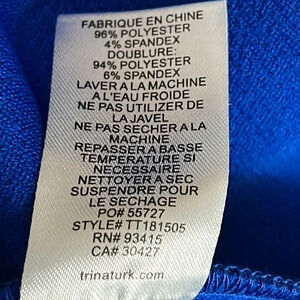 FABRIQUE EN CHINE
96% POLYESTER
4% SPANDEX
DOUBLURE:
94% POLYESTER
6% SPANDEX
LAVER A LA MACHINE
A L'EAU FROIDE
NE PAS UTILIZER DE
LA JAVEL
NE PAS SECHER A LA
MACHINE
REPASSER A BASSE
TEMPERATURE SI
NECESSAIRE
NETTOYER A SEC
SUSPENDRE POUR
LE SECHAGE
PO# 55727
STYLE# TT181505
RN# 93415
CA# 30427
trinaturk.com